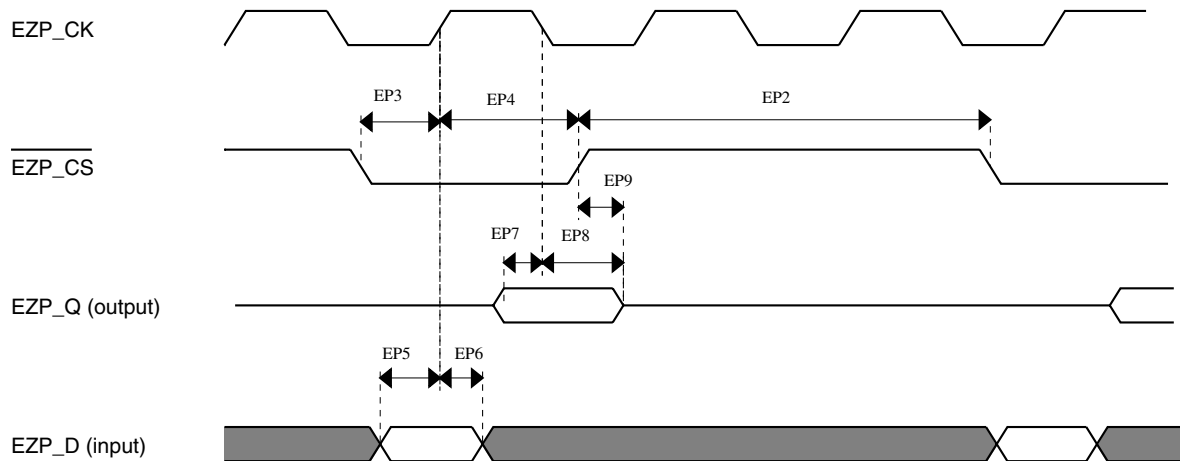 EZP_CK
EP3
EP4
EP2
EZP_CS
EP9
EP7
EP8
EZP_Q (output)
EP5
EP6
EZP_D (input)